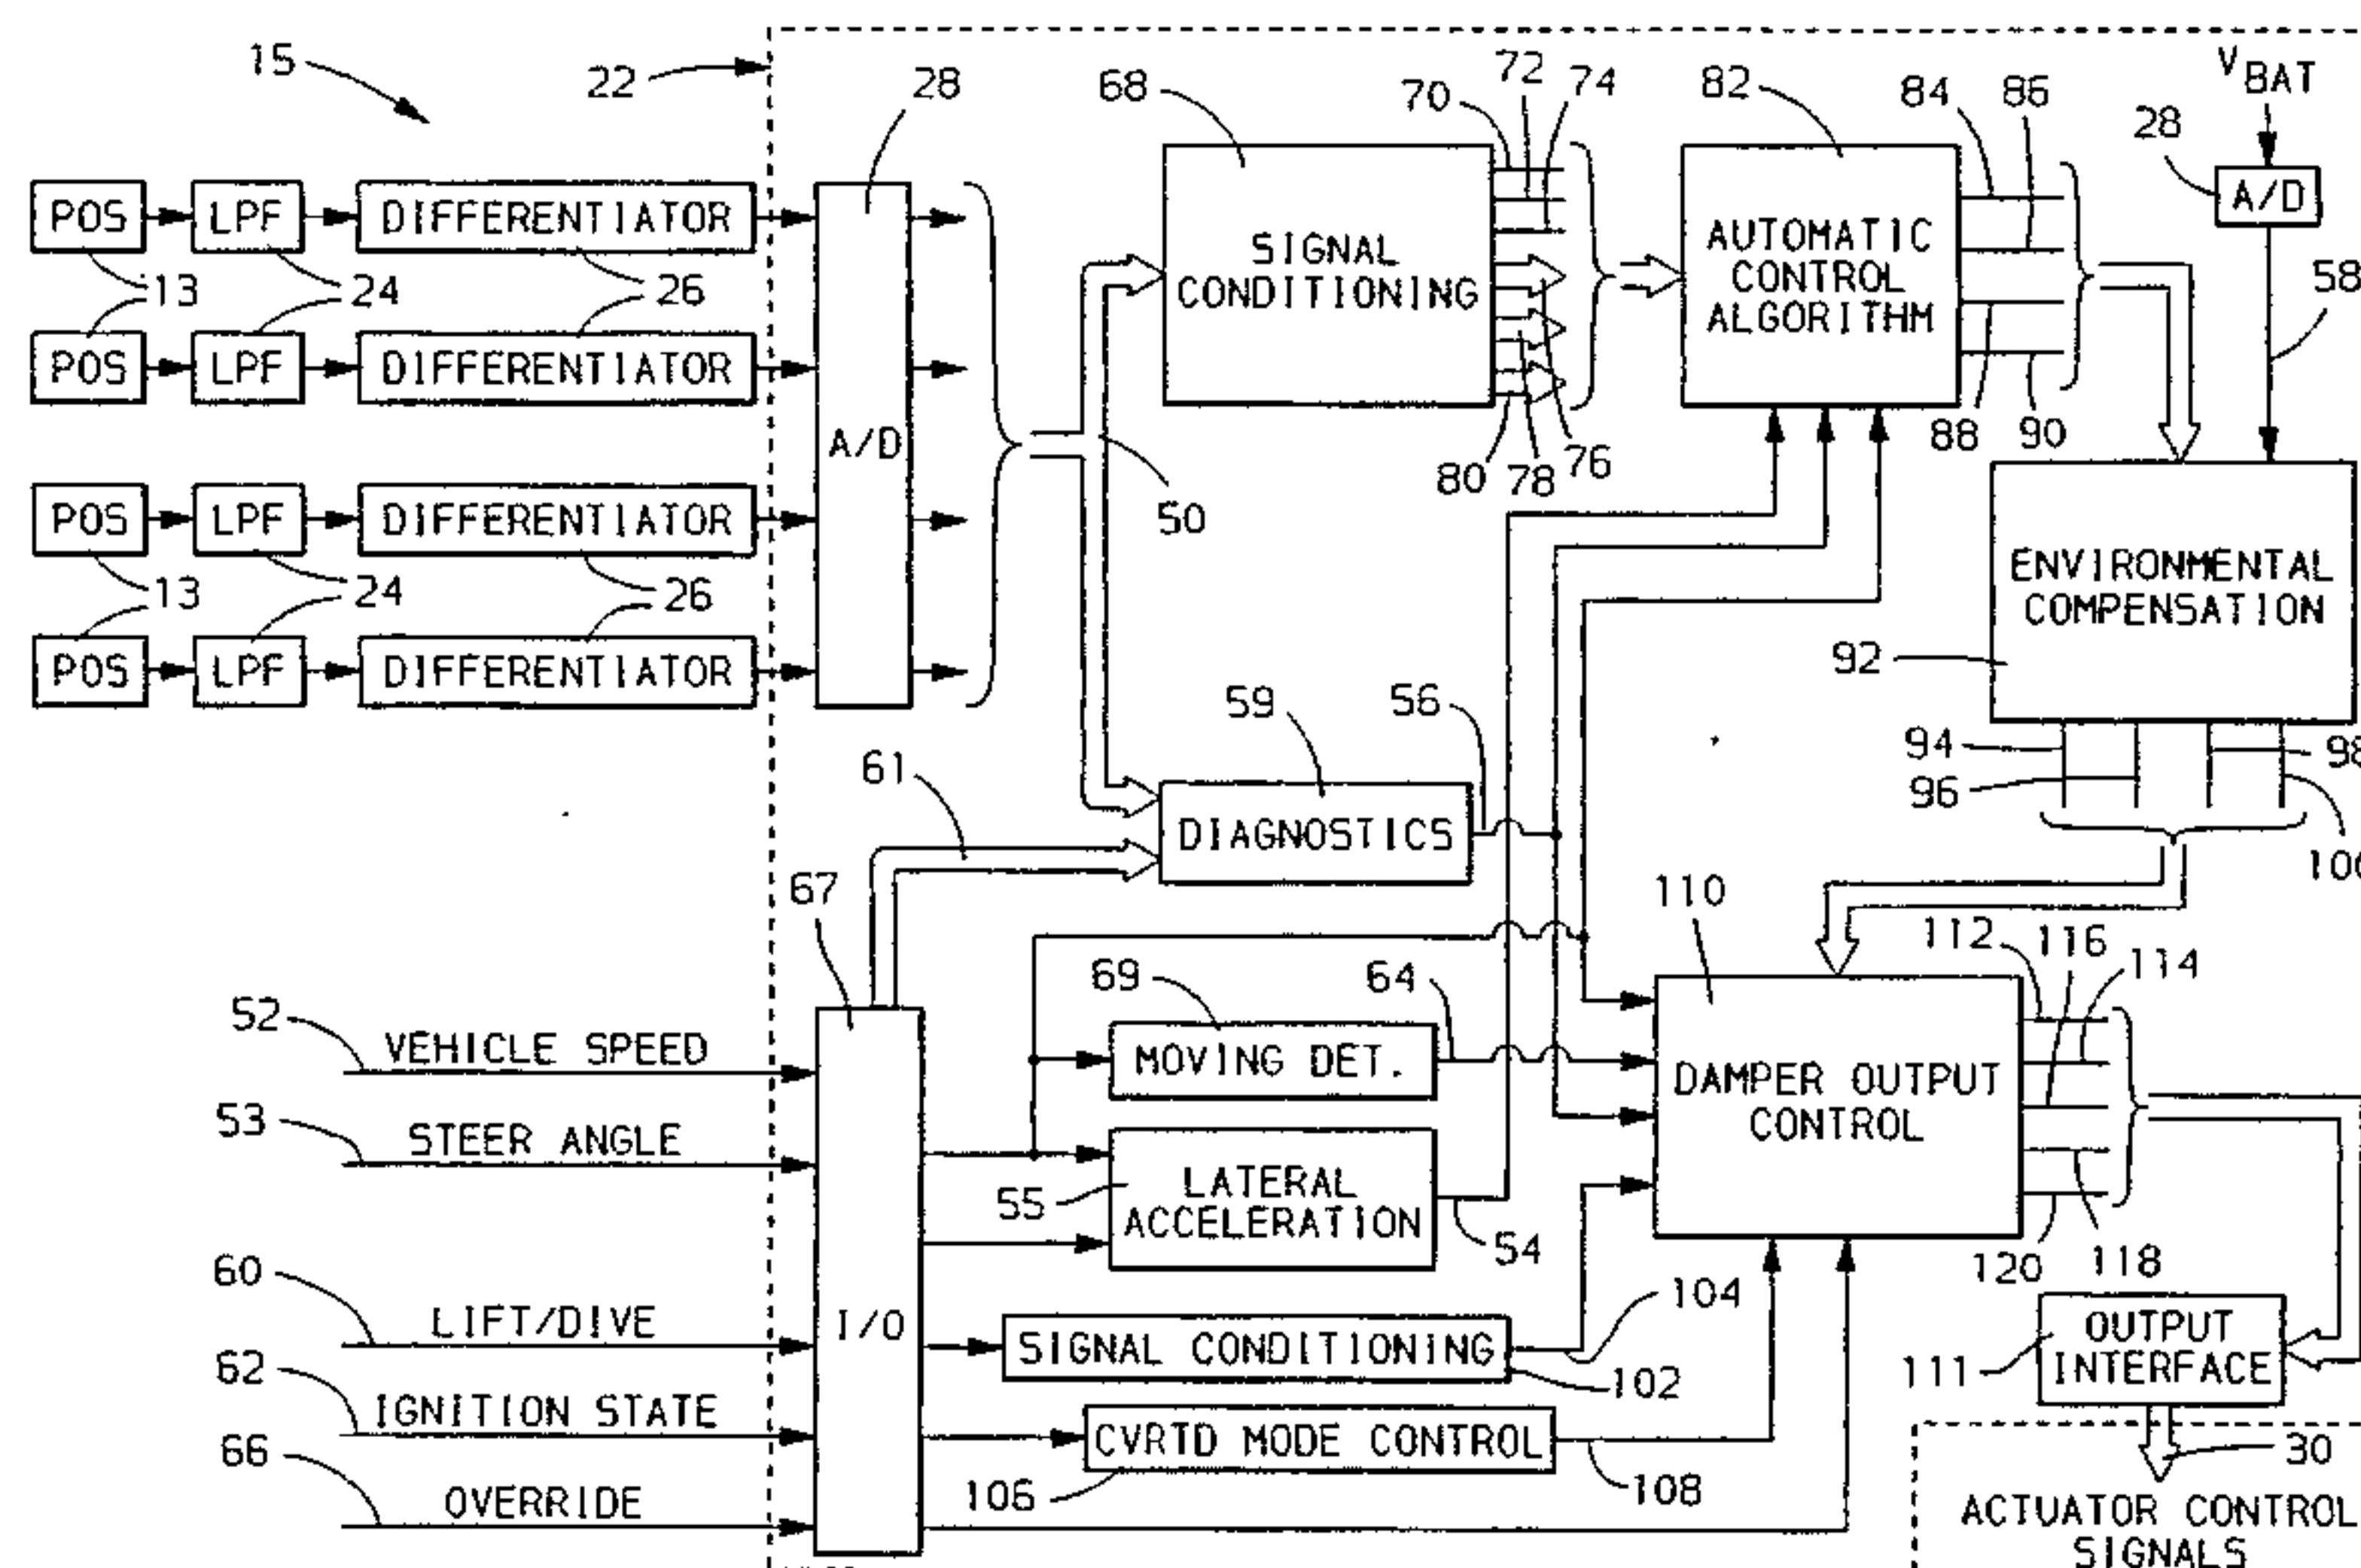 15
22
28
68
70
72
74
82
84
86
V BAT
28
A/D
58
POS LPF DIFFERENTIATOR
13 24 26
POS LPF DIFFERENTIATOR
POS LPF DIFFERENTIATOR
13 24 26
POS LPF DIFFERENTIATOR
A/D
50
SIGNAL
CONDITIONING
80
78
76
AUTOMATIC
CONTROL
ALGORITHM
88
90
ENVIRONMENTAL
COMPENSATION
92
94
96
59
56
61
DIAGNOSTICS
67
110
112
116
114
69
64
52
VEHICLE SPEED
MOVING DET.
53
STEER ANGLE
DAMPER OUTPUT
CONTROL
55
LATERAL
ACCELERATION
54
120
118
60
LIFT/DIVE
I/O
SIGNAL CONDITIONING
104
102
111
OUTPUT
INTERFACE
62
IGNITION STATE
CVRTD MODE CONTROL
106
108
30
66
OVERRIDE
ACTUATOR CONTROL
SIGNALS